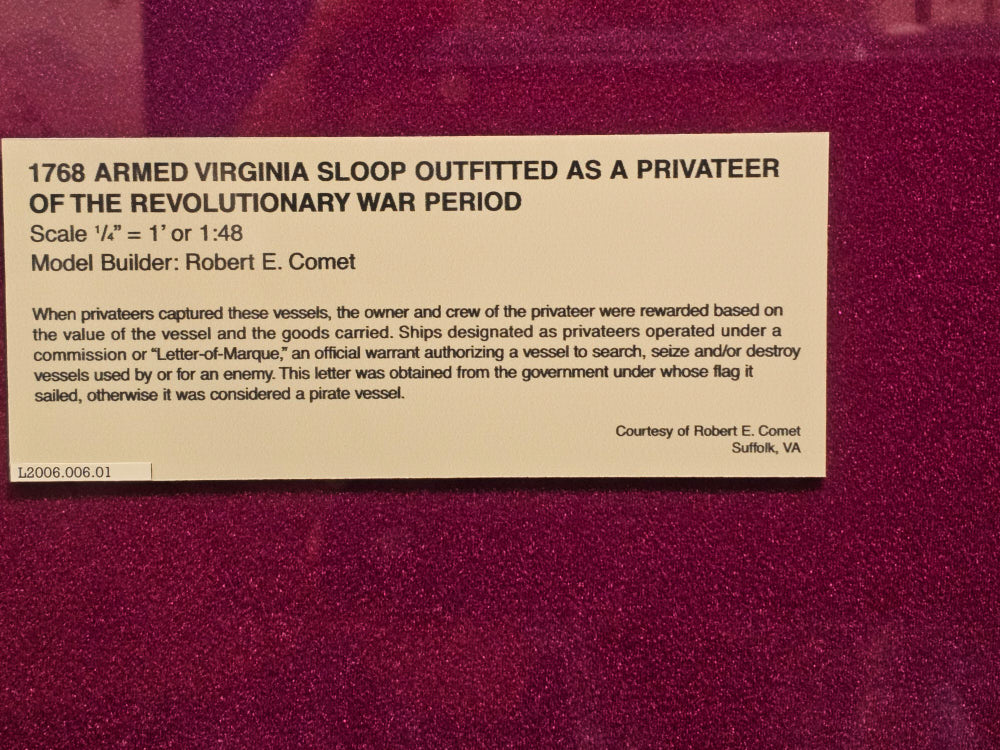 1768 ARMED VIRGINIA SLOOP OUTFITTED AS A PRIVATEER
OF THE REVOLUTIONARY WAR PERIOD
Scale ¼” = 1’ or 1:48
Model Builder: Robert E. Comet
When privateers captured these vessels, the owner and crew of the privateer were rewarded based on
the value of the vessel and the goods carried. Ships designated as privateers operated under a
commission or “Letter-of-Marque,” an official warrant authorizing a vessel to search, seize and/or destroy
vessels used by or for an enemy. This letter was obtained from the government under whose flag it
sailed, otherwise it was considered a pirate vessel.
Courtesy of Robert E. Comet
Suffolk, VA
L2006.006.01